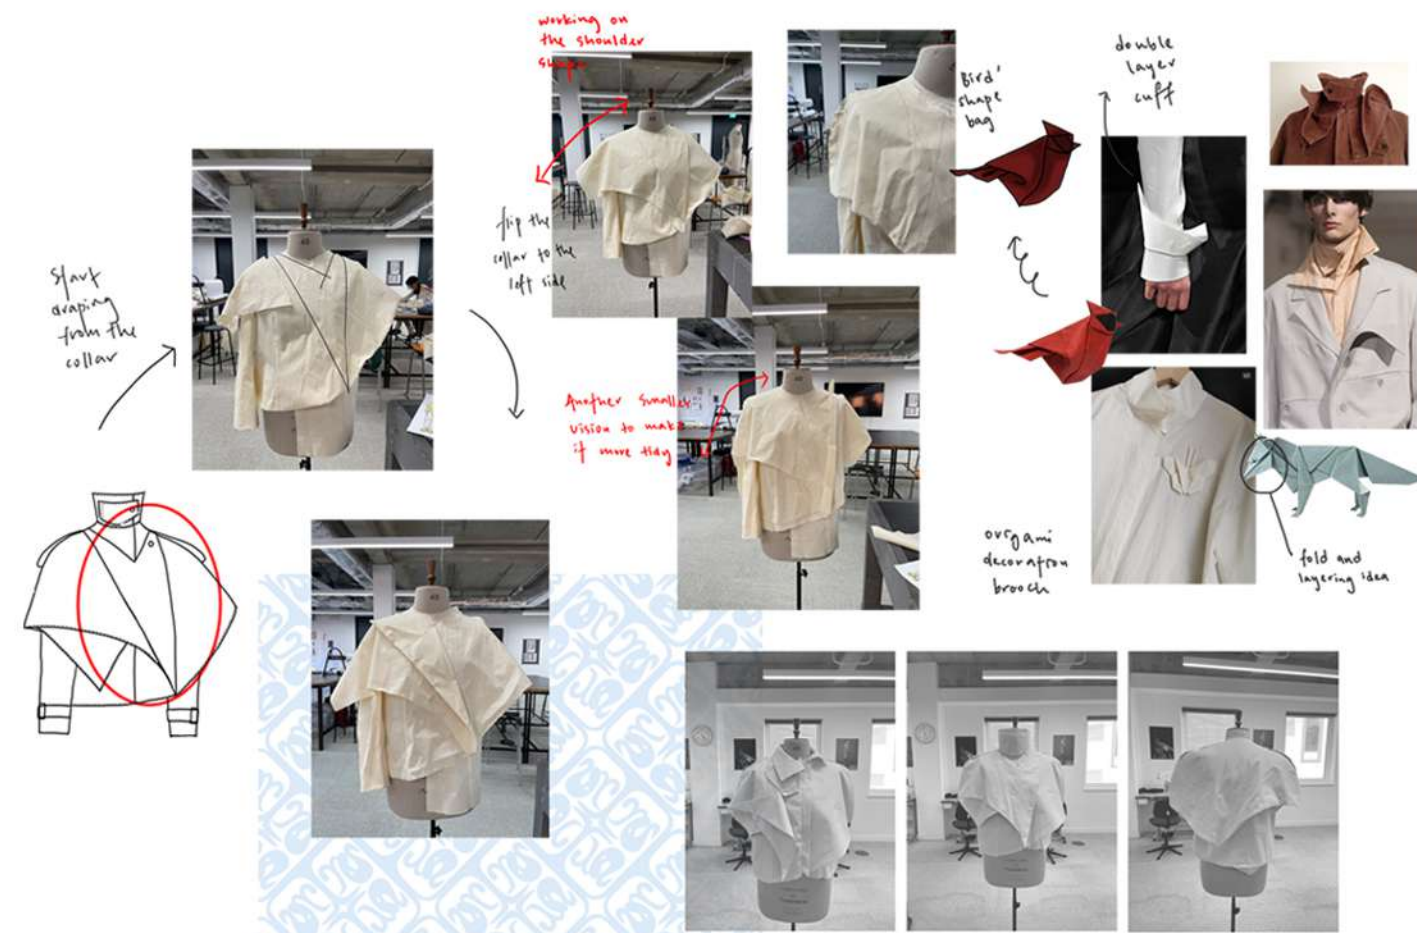 Start
draping
from the
collar
working on
the shoulder
shape
flip the
collar to the
left side
Another smaller
vision to make
it more tidy
Bird'
shape
bag
double
layer
cuff
origami
decoration
brooch
fold and
layering idea